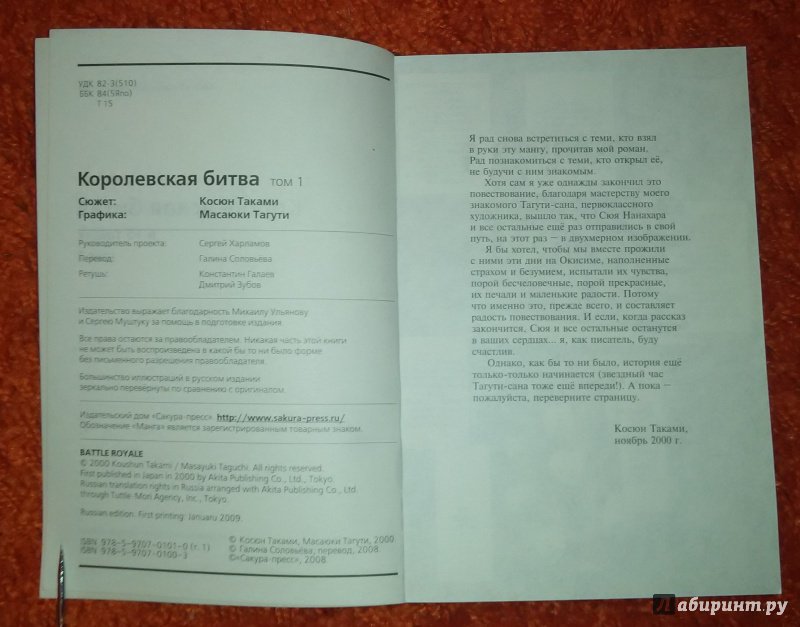 УДК 82-3(510)
ББК 84(5Япо)
Т 15
Королевская битва том 1
Сюжет: Косюн Таками
Графика: Масаюки Тагути
Руководитель проекта: Сергей Харламов
Перевод: Галина Соловьёва
Ретушь: Константин Галаев
Дмитрий Зубов
Издательство выражает благодарность Михаилу Ульянову
и Сергею Муштуку за помощь в подготовке издания
Все права остаются за правообладателем. Никакая часть этой книги
не может быть воспроизведена в какой бы то ни было форме
без письменного разрешения правообладателя.
Большинство иллюстраций в русском издании
зеркально перевёрнуты по сравнению с оригиналом.
Издательский дом «Сакура-пресс» http://www.sakura-press.ru/
Обозначение «Манга» является зарегистрированным товарным знаком.
BATTLE ROYALE
© 2000 Koushun Takami / Masayuki Taguchi. All rights reserved.
First published in Japan in 2000 by Akita Publishing Co., Ltd., Tokyo.
Russian translation rights in Russia arranged with Akita Publishing Co., Ltd.
through Tuttle-Mori Agency, Inc., Tokyo.
Russian edition: First printing: January 2009.
ISBN 978-5-9707-0101-0 (т. 1)
ISBN 978-5-9707-0100-3
© Косюн Таками, Масаюки Тагути, 2000
© Галина Соловьёва, перевод, 2008
©«Сакура-пресс», 2008.
Я рад снова встретиться с теми, кто взял
в руки эту мангу, прочитав мой роман.
Рад познакомиться с теми, кто открыл её,
не будучи с ним знакомым.
Хотя сам я уже однажды закончил это
повествование, благодаря мастерству моего
знакомого Тагути-сана, первоклассного
художника, вышло так, что Сюя Нанахара
и все остальные ещё раз отправились в свой
путь, на этот раз — в двухмерном изображении.
Я бы хотел, чтобы мы вместе прожили
с ними эти дни на Окисиме, наполненные
страхом и безумием, испытали их чувства,
порой бесчеловечные, порой прекрасные,
их печали и маленькие радости. Потому
что именно это, прежде всего, и составляет
радость повествования. И если, когда рассказ
закончится, Сюя и все остальные останутся
в ваших сердцах... я, как писатель, буду
счастлив.
Однако, как бы то ни было, история ещё
только-только начинается (звездный час
Тагути-сана тоже ещё впереди!). А пока —
пожалуйста, переверните страницу.
Косюн Таками,
ноябрь 2000 г.
Лабиринт.ру